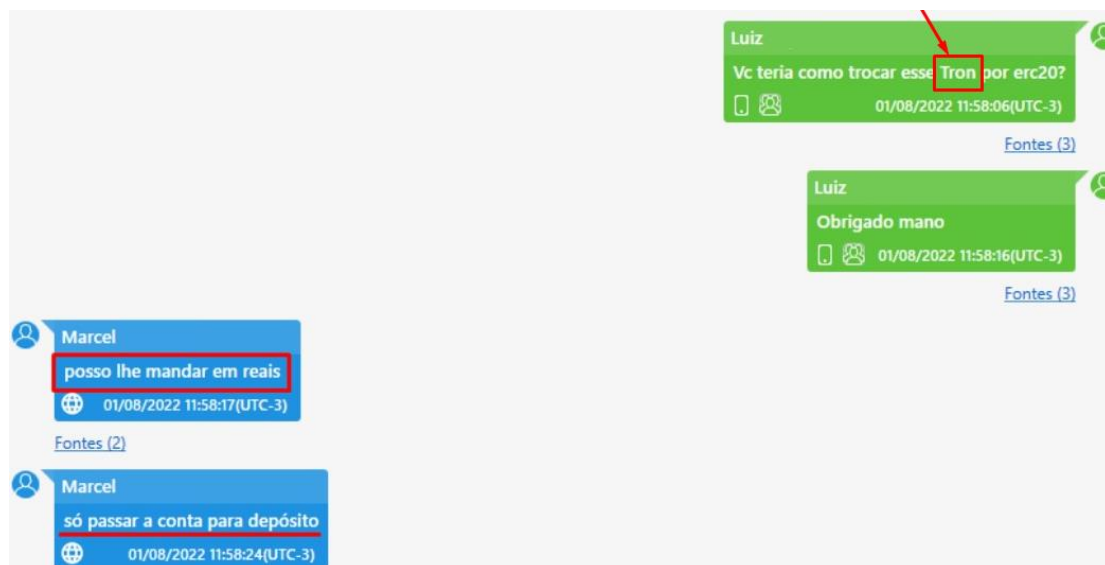 Luiz
Vc teria como trocar esse Tron por erc20?
01/08/2022 11:58:06(UTC-3)
Fontes (3)
Luiz
Obrigado mano
01/08/2022 11:58:16(UTC-3)
Fontes (3)
Marcel
posso lhe mandar em reais
01/08/2022 11:58:17(UTC-3)
Fontes (2)
Marcel
só passar a conta para depósito
01/08/2022 11:58:24(UTC-3)